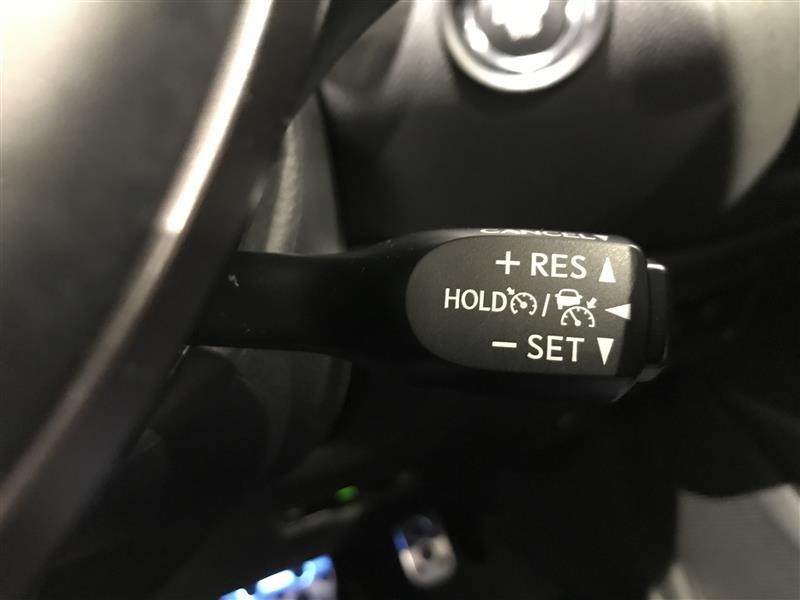 CANCEL
+ RES
HOLD /
- SET